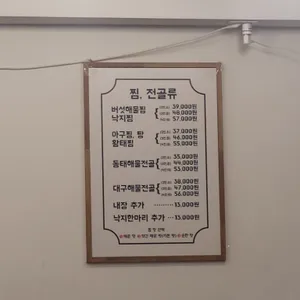 찜, 전골류
버섯해물찜
낙지찜
39,000원
48,000원
57,000원
아구찜, 탕
황태찜
37,000원
46,000원
55,000원
동태해물전골
35,000원
44,000원
53,000원
대구해물전골
38,000원
47,000원
56,000원
내장 추가 ········ 15,000원
낙지한마리 추가 ··· 15,000원